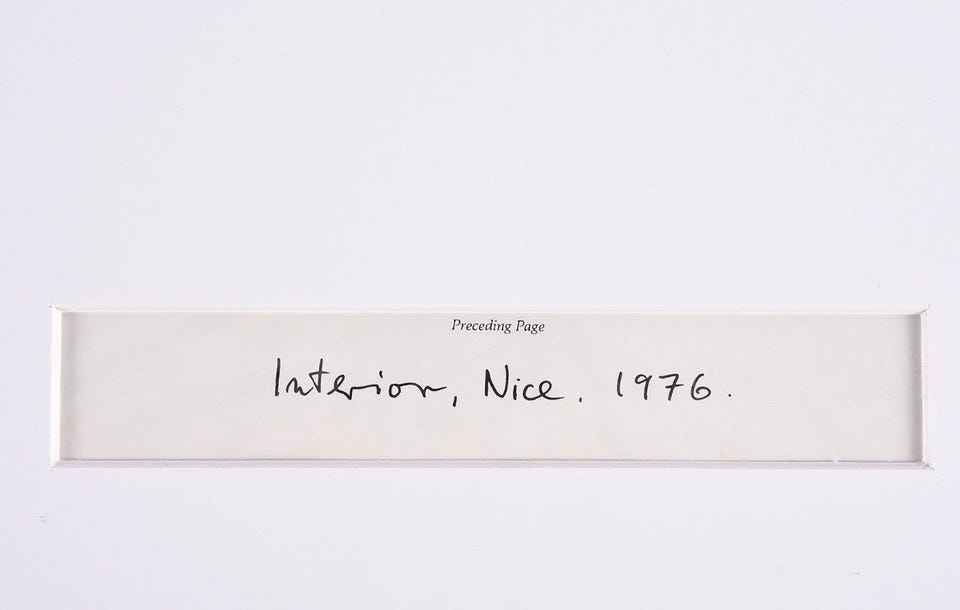 Preceding Page
Interior, Nice. 1976.